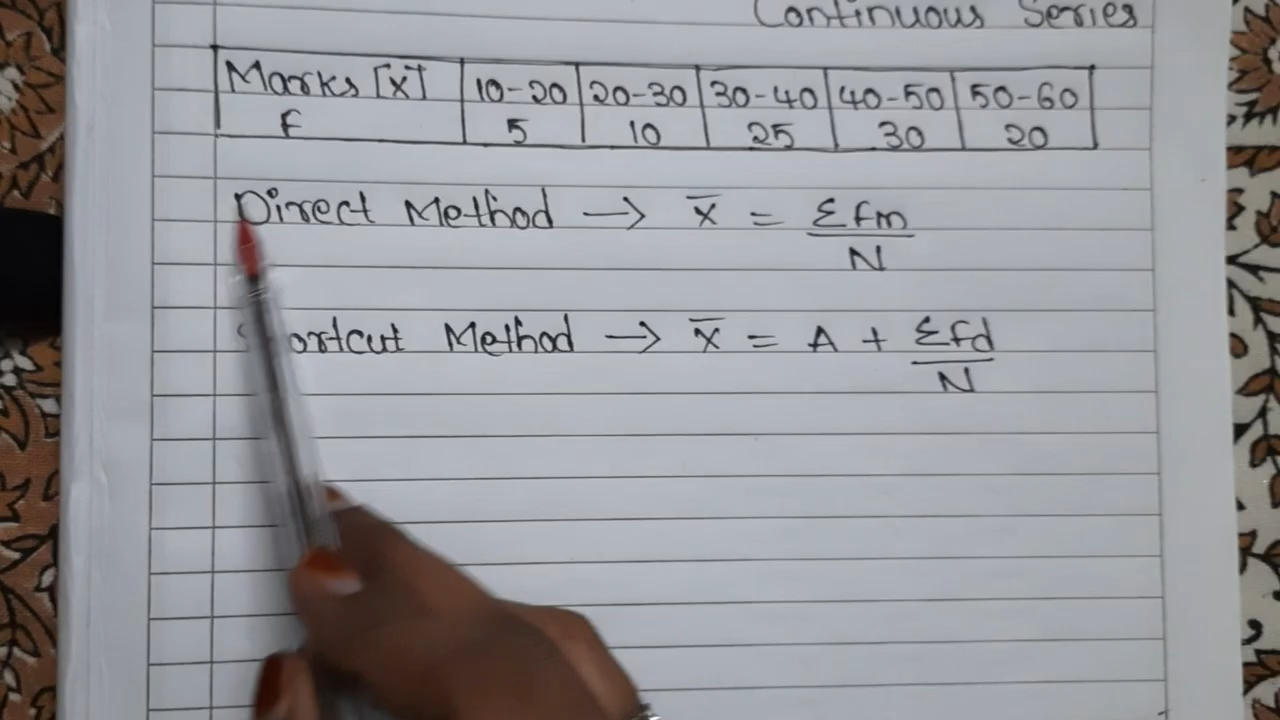 Continuous Series
Marks [X] 10-20 20-30 30-40 40-50 50-60
f 5 10 25 30 20
Direct Method → X̅ = Σfm / N
Method → X̅ = A + Σfd / N